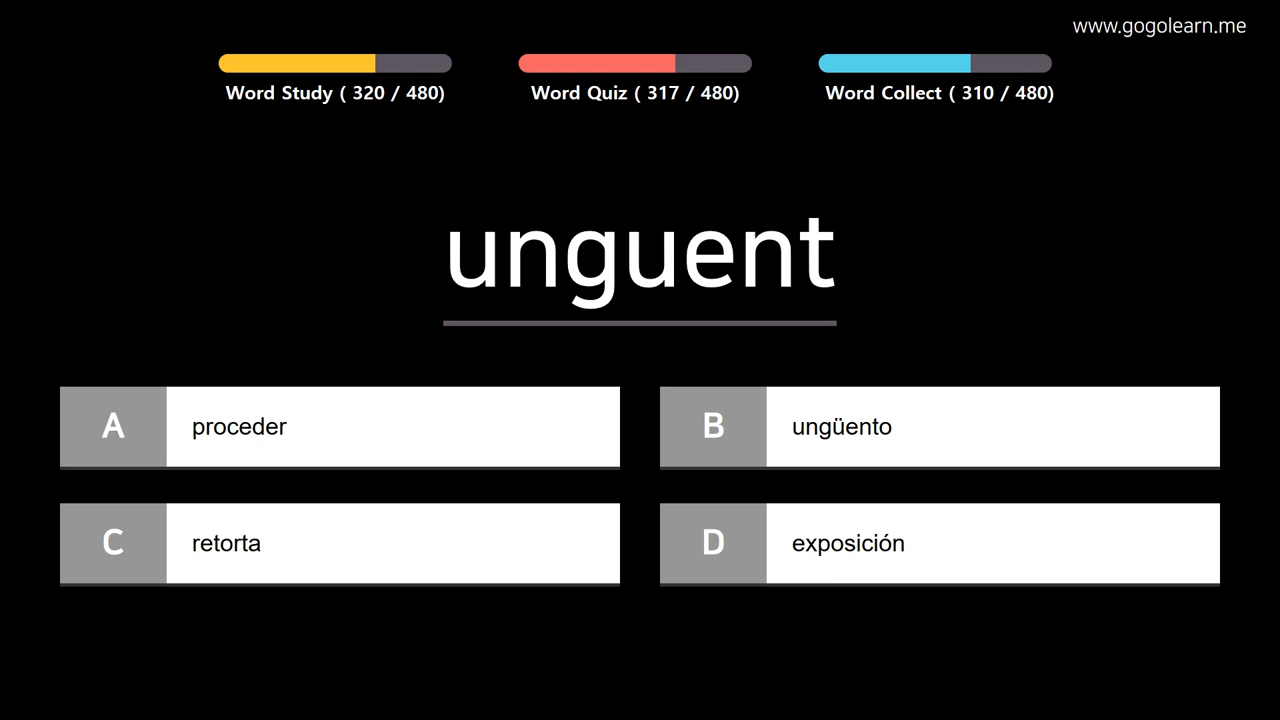 www.gogolearn.me
Word Study ( 320 / 480)
Word Quiz ( 317 / 480)
Word Collect ( 310 / 480)
unguent
A proceder
B ungüento
C retorta
D exposición